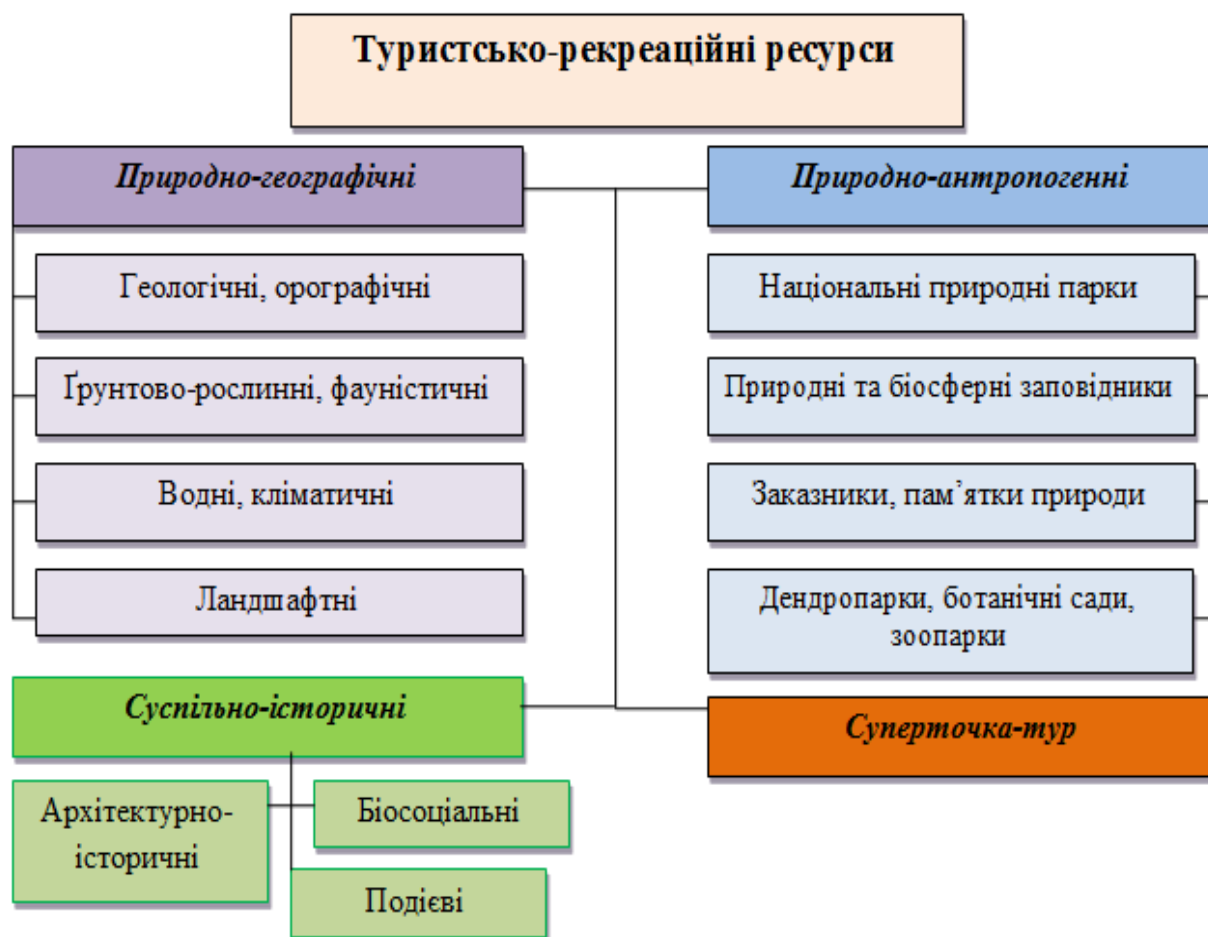 Туристсько-рекреаційні ресурси
Природно-географічні
Геологічні, орографічні
Ґрунтово-рослинні, фауністичні
Водні, кліматичні
Ландшафтні
Природно-антропогенні
Національні природні парки
Природні та біосферні заповідники
Заказники, пам’ятки природи
Дендропарки, ботанічні сади,
зоопарки
Суспільно-історичні
Архітектурно-
історичні
Біосоціальні
Подієві
Суперточка-тур